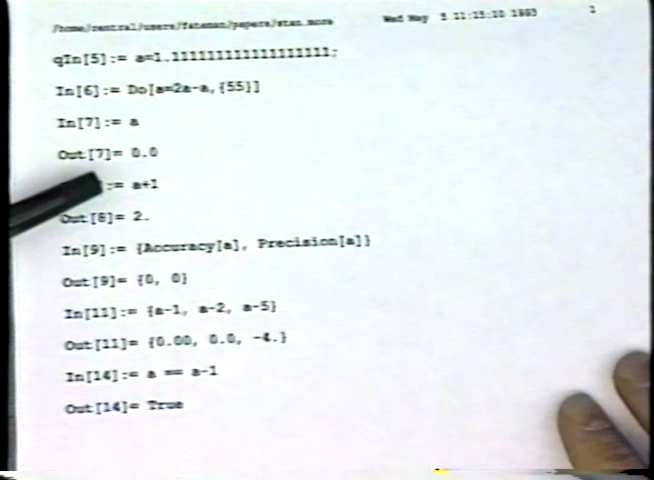 /home/central/users/fateman/papers/stan.more Wed May 5 11:15:10 1993 1
qIn[5]:= a=1.111111111111111111;
In[6]:= Do[a=2a-a,{55}]
In[7]:= a
Out[7]= 0.0
]:= a+1
Out[8]= 2.
In[9]:= {Accuracy[a], Precision[a]}
Out[9]= {0, 0}
In[11]:= {a-1, a-2, a-5}
Out[11]= {0.00, 0.0, -4.}
In[14]:= a == a-1
Out[14]= True